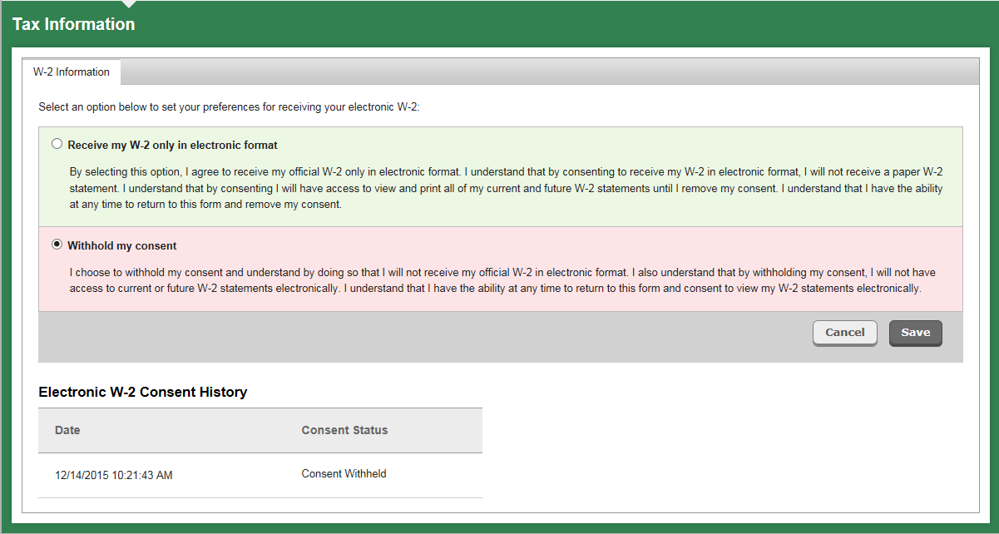 Tax Information
W-2 Information
Select an option below to set your preferences for receiving your electronic W-2:
Receive my W-2 only in electronic format
By selecting this option, I agree to receive my official W-2 only in electronic format. I understand that by consenting to receive my W-2 in electronic format, I will not receive a paper W-2
statement. I understand that by consenting I will have access to view and print all of my current and future W-2 statements until I remove my consent. I understand that I have the ability
at any time to return to this form and remove my consent.
Withhold my consent
I choose to withhold my consent and understand by doing so that I will not receive my official W-2 in electronic format. I also understand that by withholding my consent, I will not have
access to current or future W-2 statements electronically. I understand that I have the ability at any time to return to this form and consent to view my W-2 statements electronically.
Cancel Save
Electronic W-2 Consent History
Date Consent Status
12/14/2015 10:21:43 AM Consent Withheld